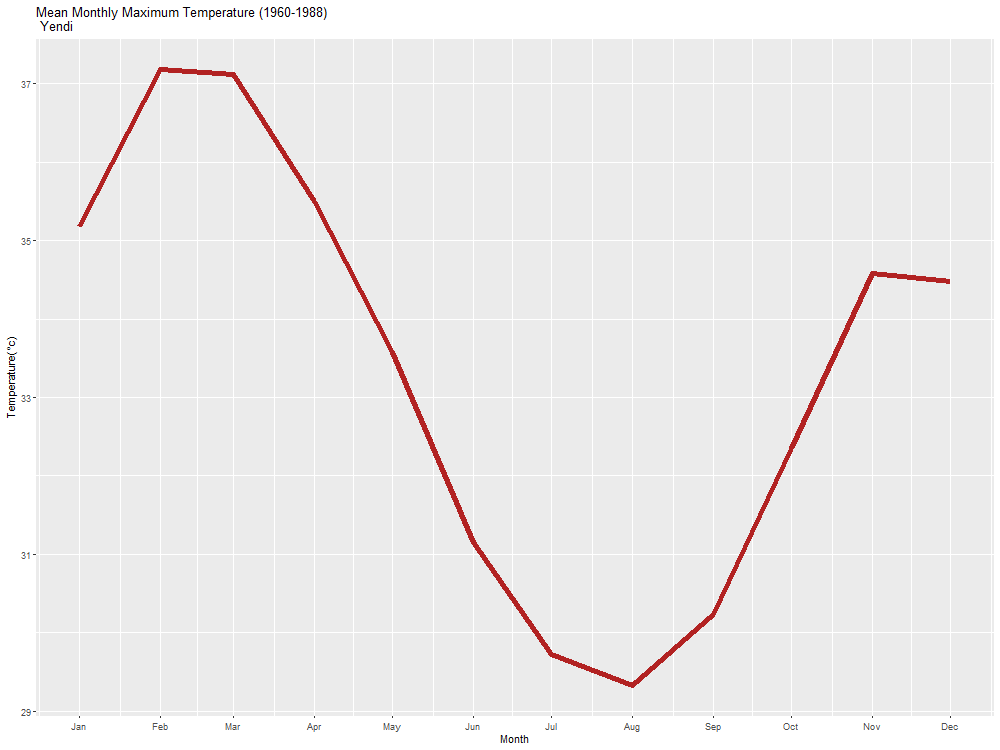 Mean Monthly Maximum Temperature (1960-1988)
Yendi
37
35
33
31
29
Temperature(°c)
Jan Feb Mar Apr May Jun Jul Aug Sep Oct Nov Dec
Month